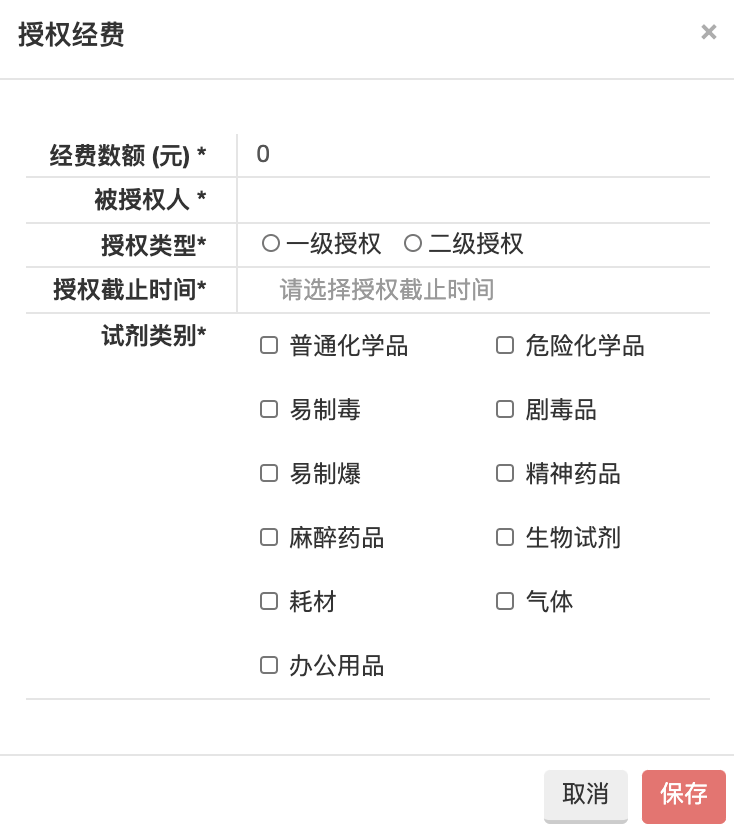 授权经费 ×
经费数额 (元) * 0
被授权人 *
授权类型* 一级授权 二级授权
授权截止时间* 请选择授权截止时间
试剂类别* 普通化学品 危险化学品
易制毒 剧毒品
易制爆 精神药品
麻醉药品 生物试剂
耗材 气体
办公用品
取消 保存